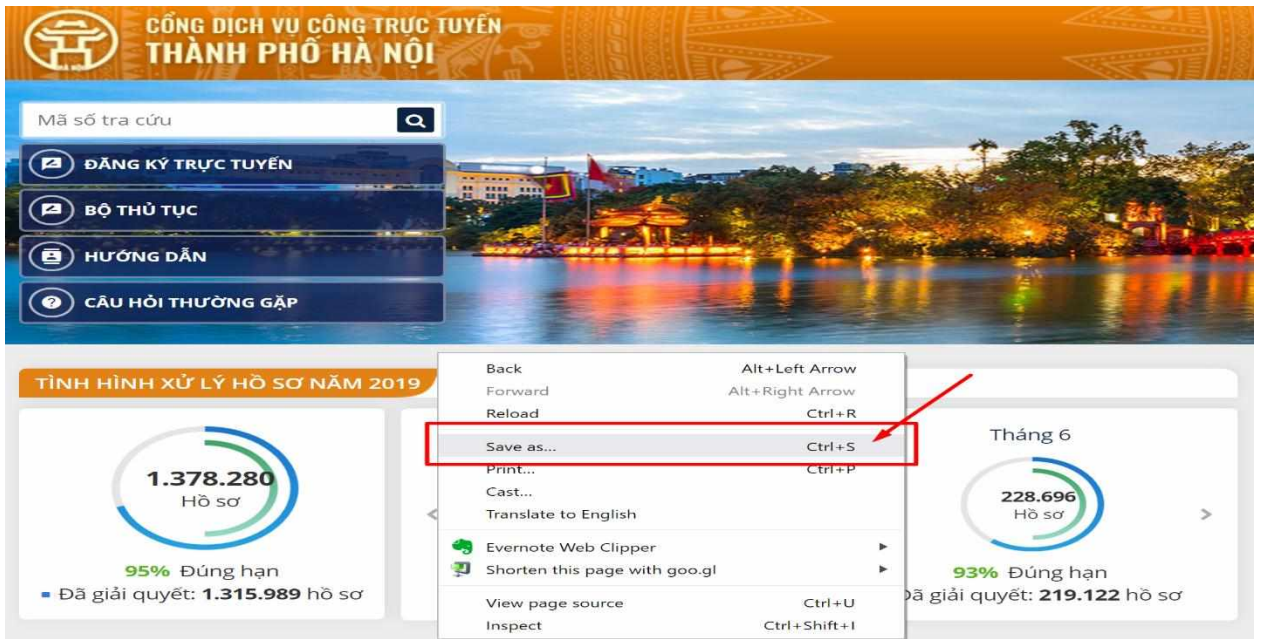 CỔNG DỊCH VỤ CÔNG TRỰC TUYẾN
THÀNH PHỐ HÀ NỘI
HÀ NỘI
Mã số tra cứu
ĐĂNG KÝ TRỰC TUYẾN
BỘ THỦ TỤC
HƯỚNG DẪN
CÂU HỎI THƯỜNG GẶP
TÌNH HÌNH XỬ LÝ HỒ SƠ NĂM 2019
1.378.280
Hồ sơ
95% Đúng hạn
Đã giải quyết: 1.315.989 hồ sơ
Back Alt+Left Arrow
Forward Alt+Right Arrow
Reload Ctrl+R
Save as... Ctrl+S
Print... Ctrl+P
Cast...
Translate to English
Evernote Web Clipper
Shorten this page with goo.gl
View page source Ctrl+U
Inspect Ctrl+Shift+I
Tháng 6
228.696
Hồ sơ
93% Đúng hạn
Đã giải quyết: 219.122 hồ sơ